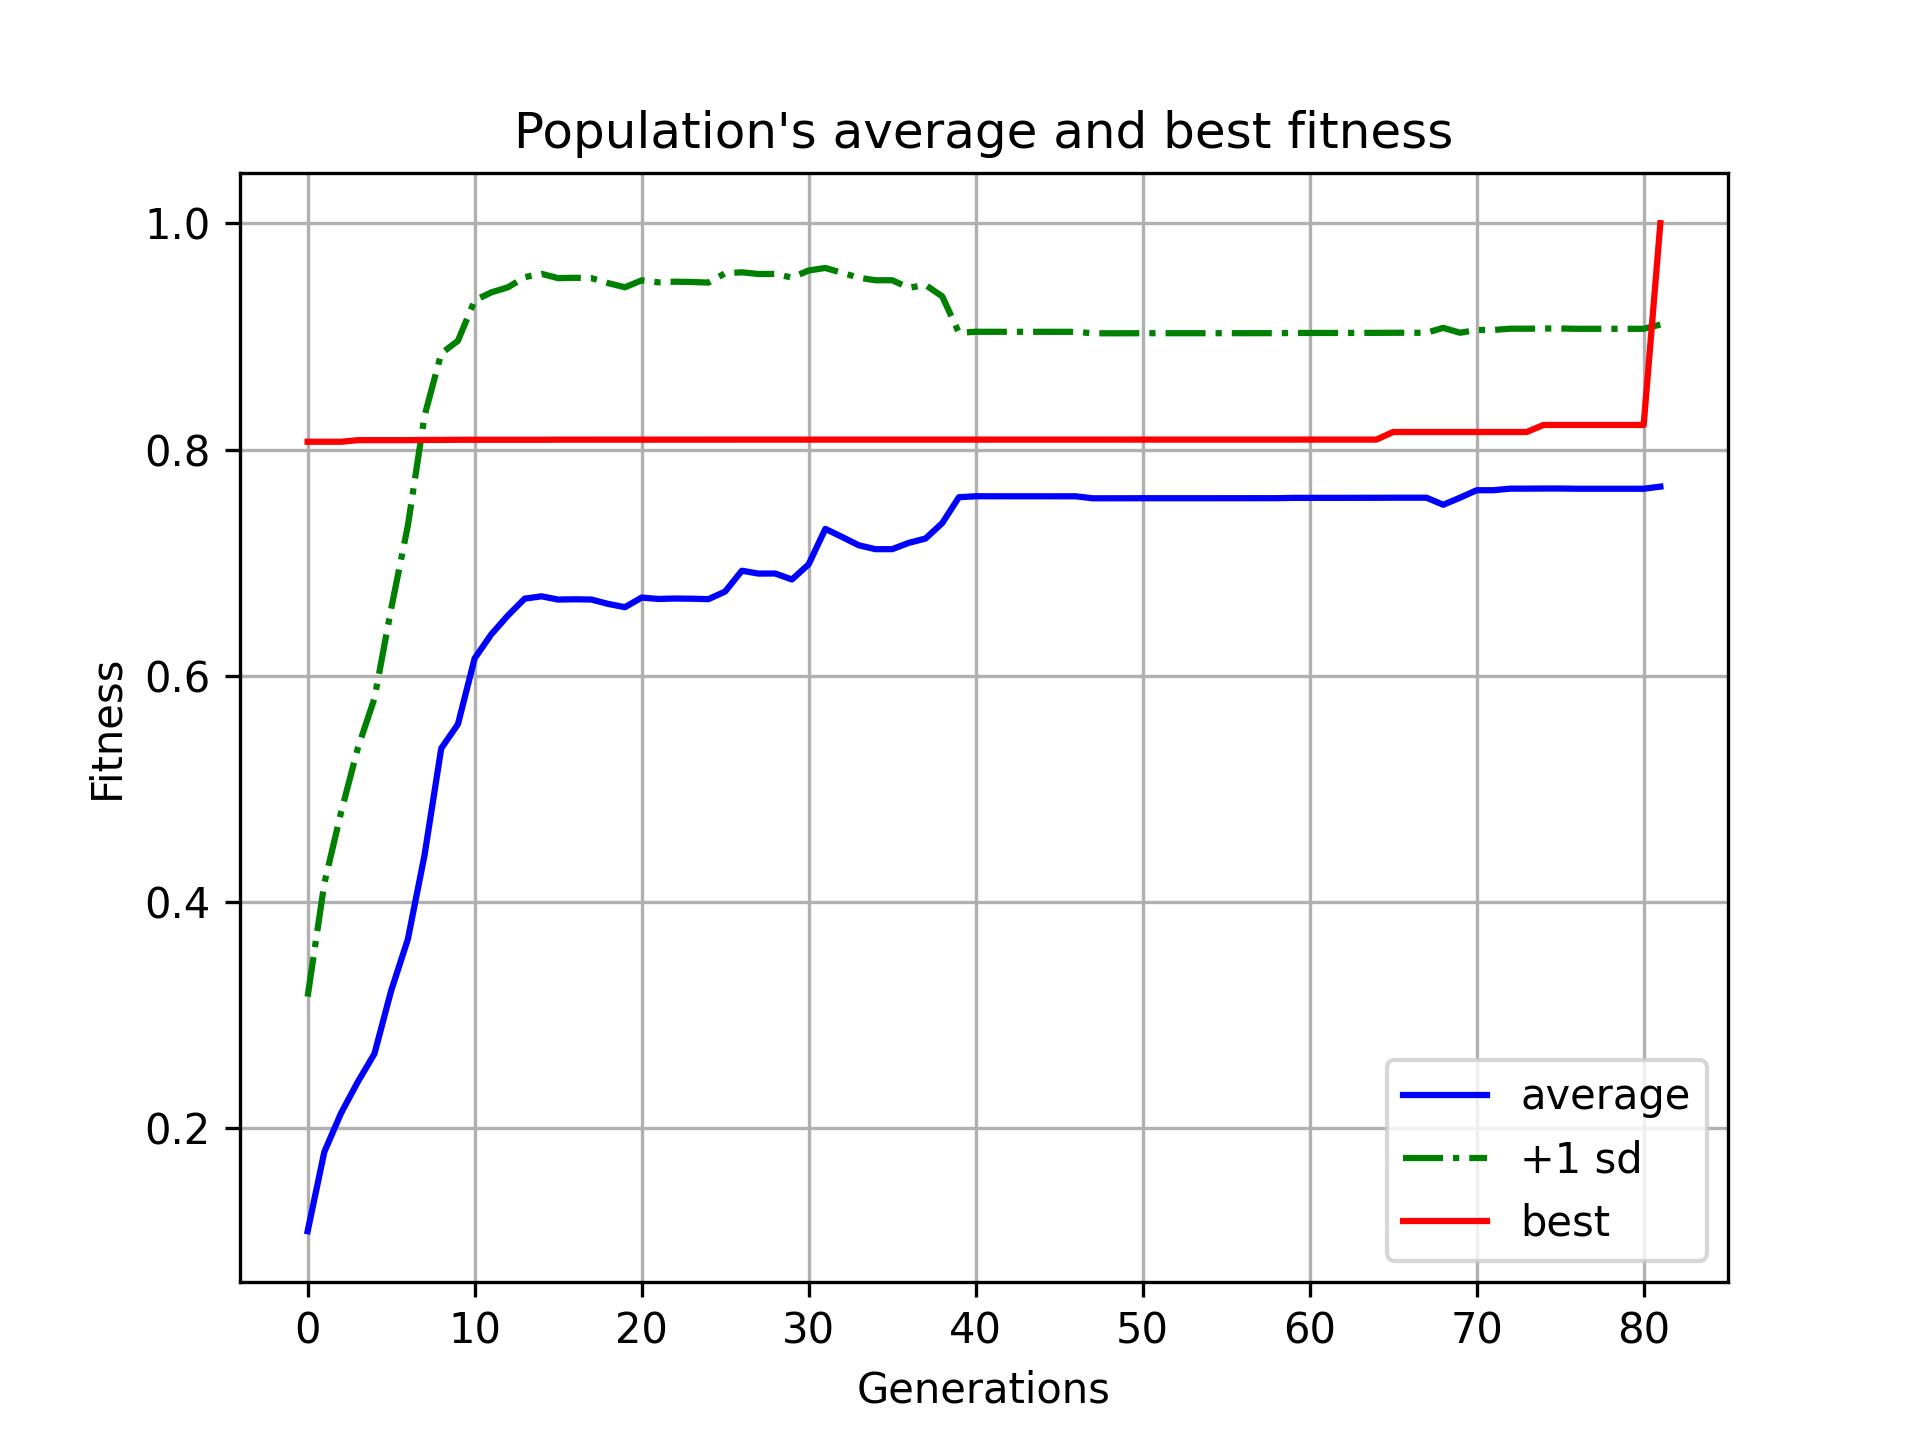 Population's average and best fitness
1.0
0.8
0.6
0.4
0.2
Fitness
average
+1 sd
best
0 10 20 30 40 50 60 70 80
Generations